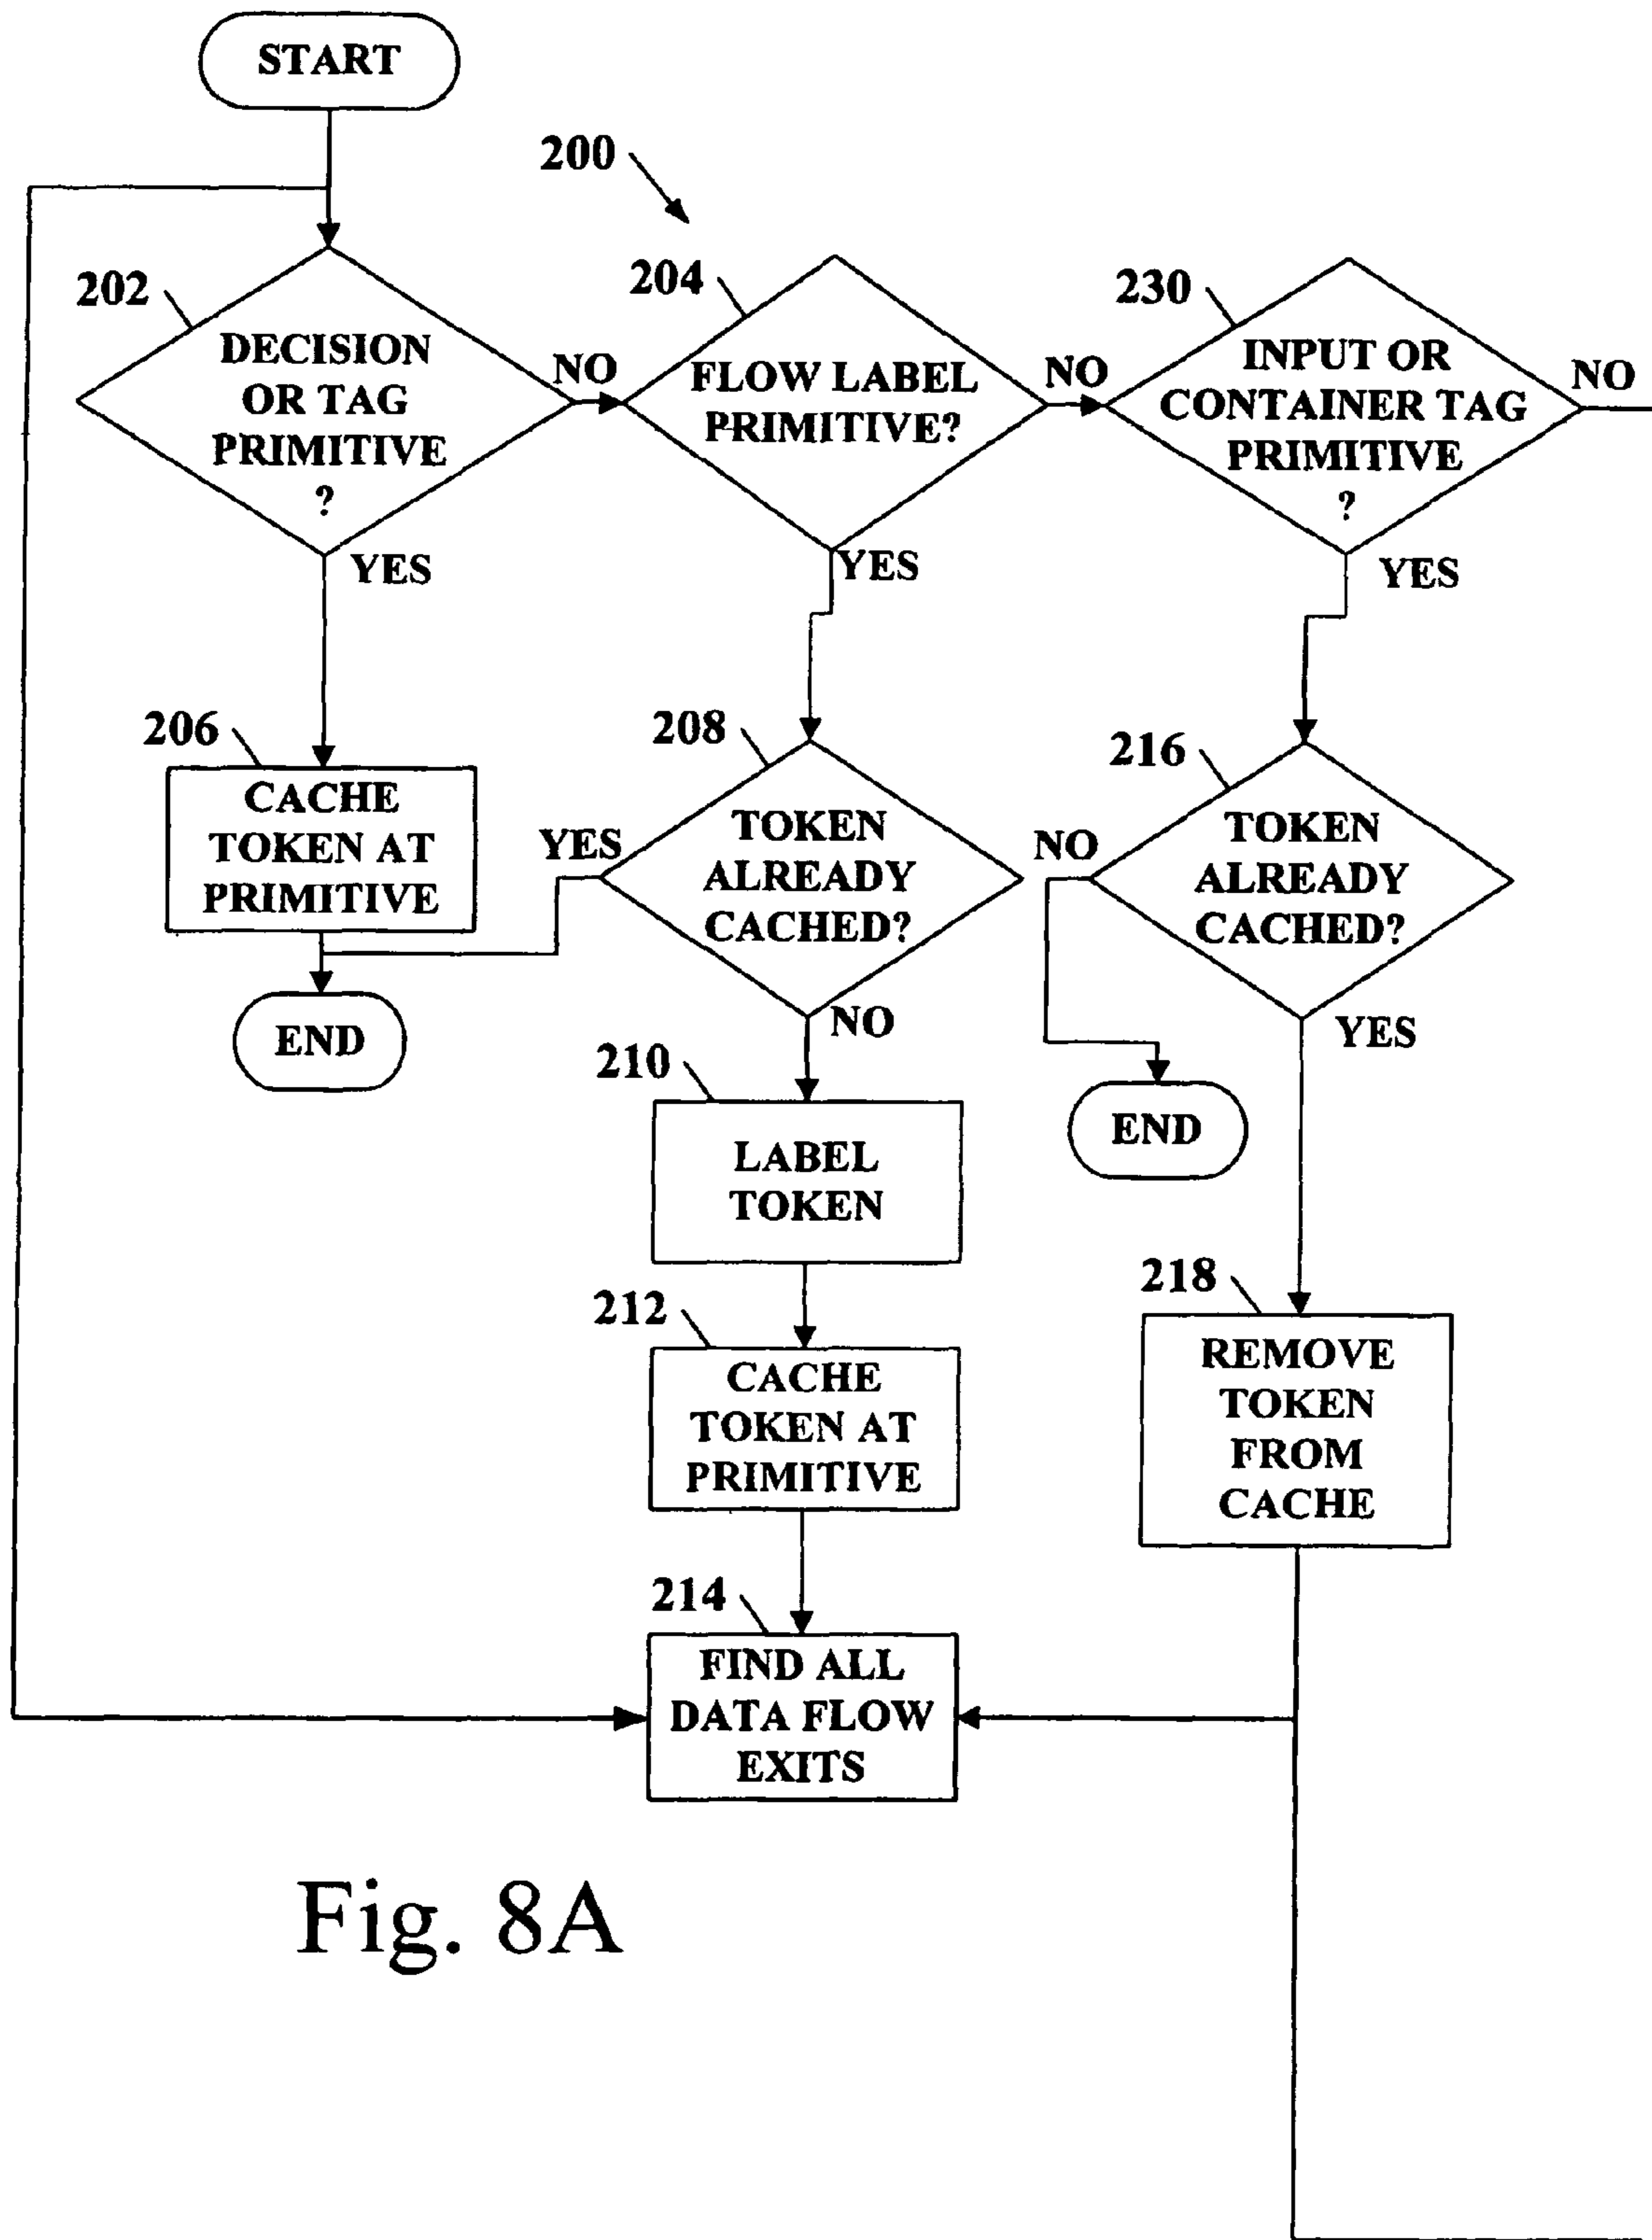 START
200
202
DECISION
OR TAG
PRIMITIVE
?
NO
YES
204
FLOW LABEL
PRIMITIVE?
NO
YES
230
INPUT OR
CONTAINER TAG
PRIMITIVE
?
NO
YES
206
CACHE
TOKEN AT
PRIMITIVE
END
208
TOKEN
ALREADY
CACHED?
YES
NO
216
TOKEN
ALREADY
CACHED?
NO
YES
END
210
LABEL
TOKEN
212
CACHE
TOKEN AT
PRIMITIVE
218
REMOVE
TOKEN
FROM
CACHE
214
FIND ALL
DATA FLOW
EXITS
Fig. 8A